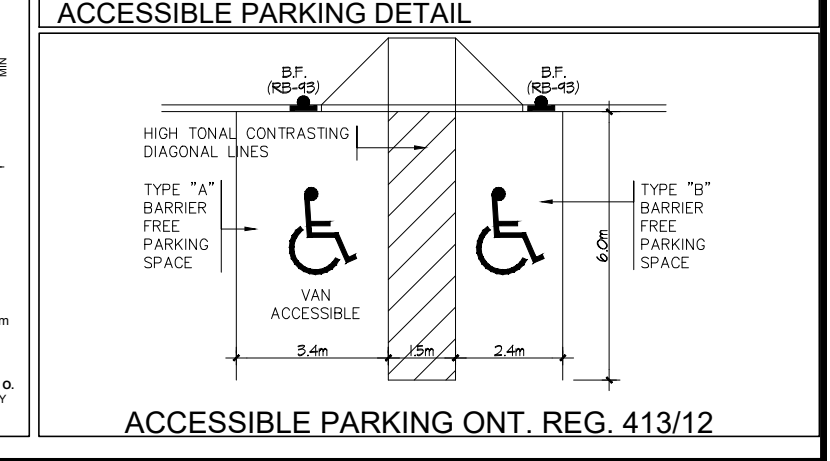 ACCESSIBLE PARKING DETAIL
MIN
B.F.
(RB-93)
B.F.
(RB-93)
HIGH TONAL CONTRASTING
DIAGONAL LINES
TYPE "A"
BARRIER
FREE
PARKING
SPACE
TYPE "B"
BARRIER
FREE
PARKING
SPACE
6.0m
VAN
ACCESSIBLE
3.4m
1.5m
2.4m
m
O.
Y
ACCESSIBLE PARKING ONT. REG. 413/12